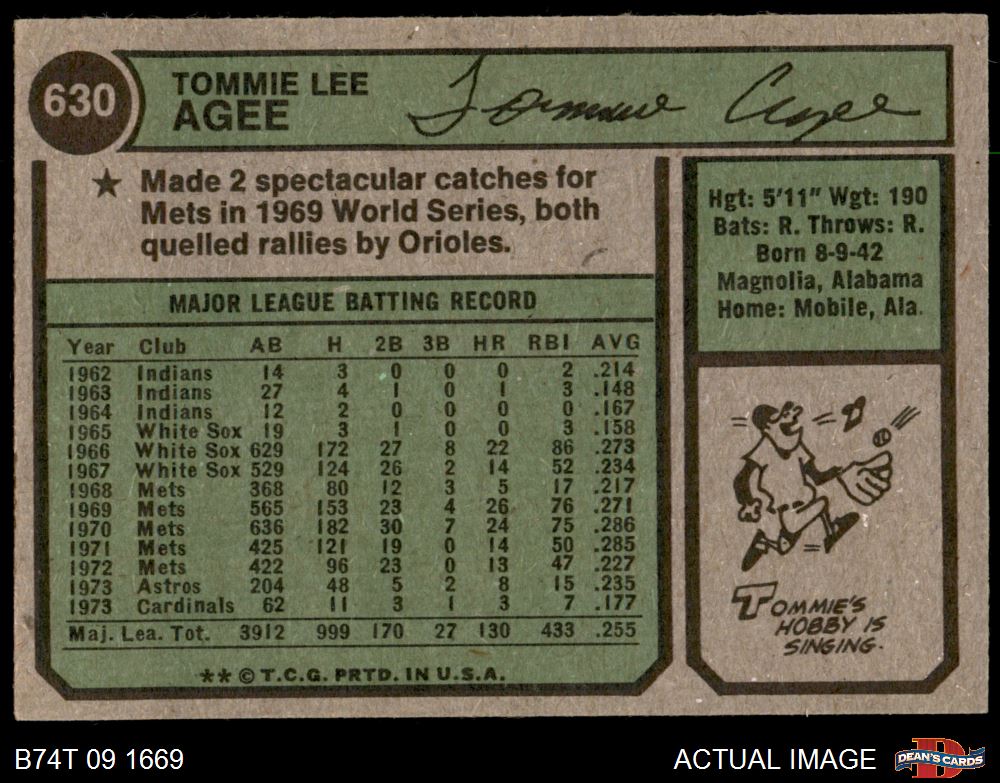 630
TOMMIE LEE
AGEE
Tommie Agee
★ Made 2 spectacular catches for
Mets in 1969 World Series, both
quelled rallies by Orioles.
Hgt: 5'11" Wgt: 190
Bats: R. Throws: R.
Born 8-9-42
Magnolia, Alabama
Home: Mobile, Ala.
MAJOR LEAGUE BATTING RECORD
Year Club AB H 2B 3B HR RBI AVG
1962 Indians 14 3 0 0 0 2 .214
1963 Indians 27 4 1 0 1 3 .148
1964 Indians 12 2 0 0 0 0 .167
1965 White Sox 19 3 1 0 0 3 .158
1966 White Sox 629 172 27 8 22 86 .273
1967 White Sox 529 124 26 2 14 52 .234
1968 Mets 368 80 12 3 5 17 .217
1969 Mets 565 153 23 4 26 76 .271
1970 Mets 636 182 30 7 24 75 .286
1971 Mets 425 121 19 0 14 50 .285
1972 Mets 422 96 23 0 13 47 .227
1973 Astros 204 48 5 2 8 15 .235
1973 Cardinals 62 11 3 1 3 7 .177
Maj. Lea. Tot. 3912 999 170 27 130 433 .255
** © T.C.G. PRTD. IN U.S.A.
TOMMIE'S
HOBBY IS
SINGING.
B74T 09 1669
ACTUAL IMAGE
DEAN'S CARDS